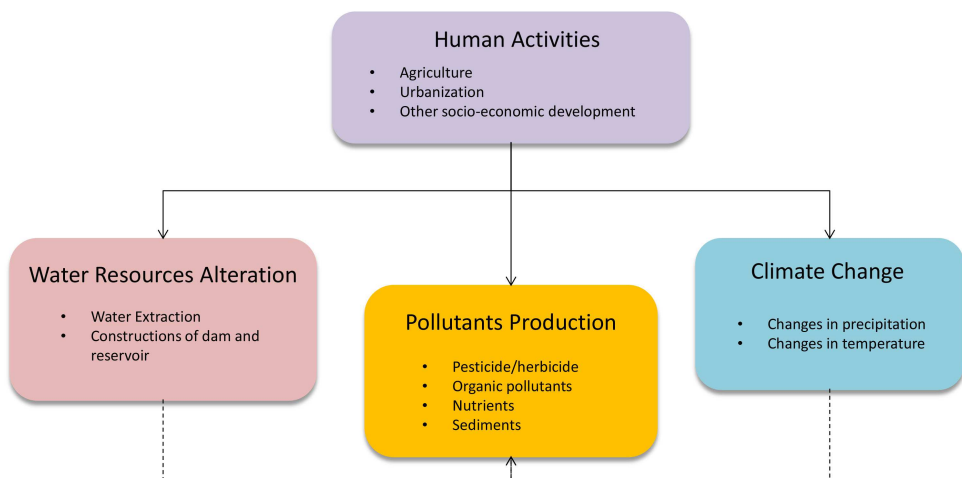 Human Activities
• Agriculture
• Urbanization
• Other socio-economic development
Water Resources Alteration
• Water Extraction
• Constructions of dam and
reservoir
Pollutants Production
• Pesticide/herbicide
• Organic pollutants
• Nutrients
• Sediments
Climate Change
• Changes in precipitation
• Changes in temperature